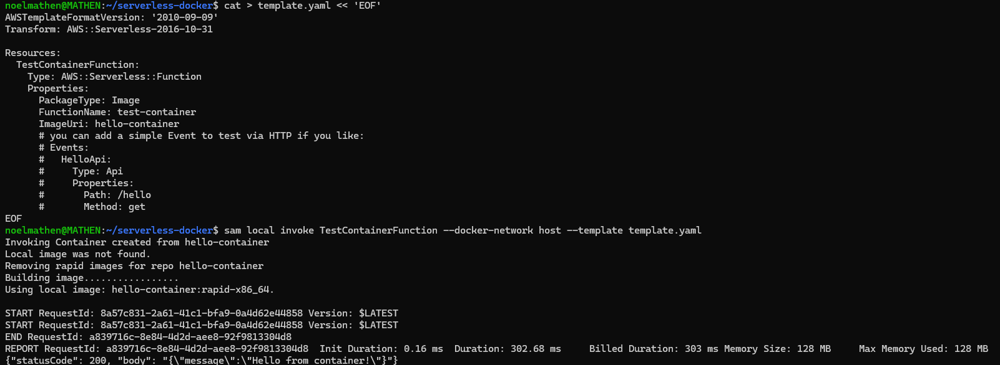 noelmathen@MATHEN:~/serverless-docker$ cat > template.yaml << 'EOF'
AWSTemplateFormatVersion: '2010-09-09'
Transform: AWS::Serverless-2016-10-31

Resources:
  TestContainerFunction:
    Type: AWS::Serverless::Function
    Properties:
      PackageType: Image
      FunctionName: test-container
      ImageUri: hello-container
      # you can add a simple Event to test via HTTP if you like:
      # Events:
      #   HelloApi:
      #     Type: Api
      #     Properties:
      #       Path: /hello
      #       Method: get
EOF
noelmathen@MATHEN:~/serverless-docker$ sam local invoke TestContainerFunction --docker-network host --template template.yaml
Invoking Container created from hello-container
Local image was not found.
Removing rapid images for repo hello-container
Building image.................
Using local image: hello-container:rapid-x86_64.

START RequestId: 8a57c831-2a61-41c1-bfa9-0a4d62e44858 Version: $LATEST
START RequestId: 8a57c831-2a61-41c1-bfa9-0a4d62e44858 Version: $LATEST
END RequestId: a839716c-8e84-4d2d-aee8-92f9813304d8
REPORT RequestId: a839716c-8e84-4d2d-aee8-92f9813304d8  Init Duration: 0.16 ms  Duration: 302.68 ms     Billed Duration: 303 ms Memory Size: 128 MB     Max Memory Used: 128 MB
{"statusCode": 200, "body": "{\"message\":\"Hello from container!\"}"}